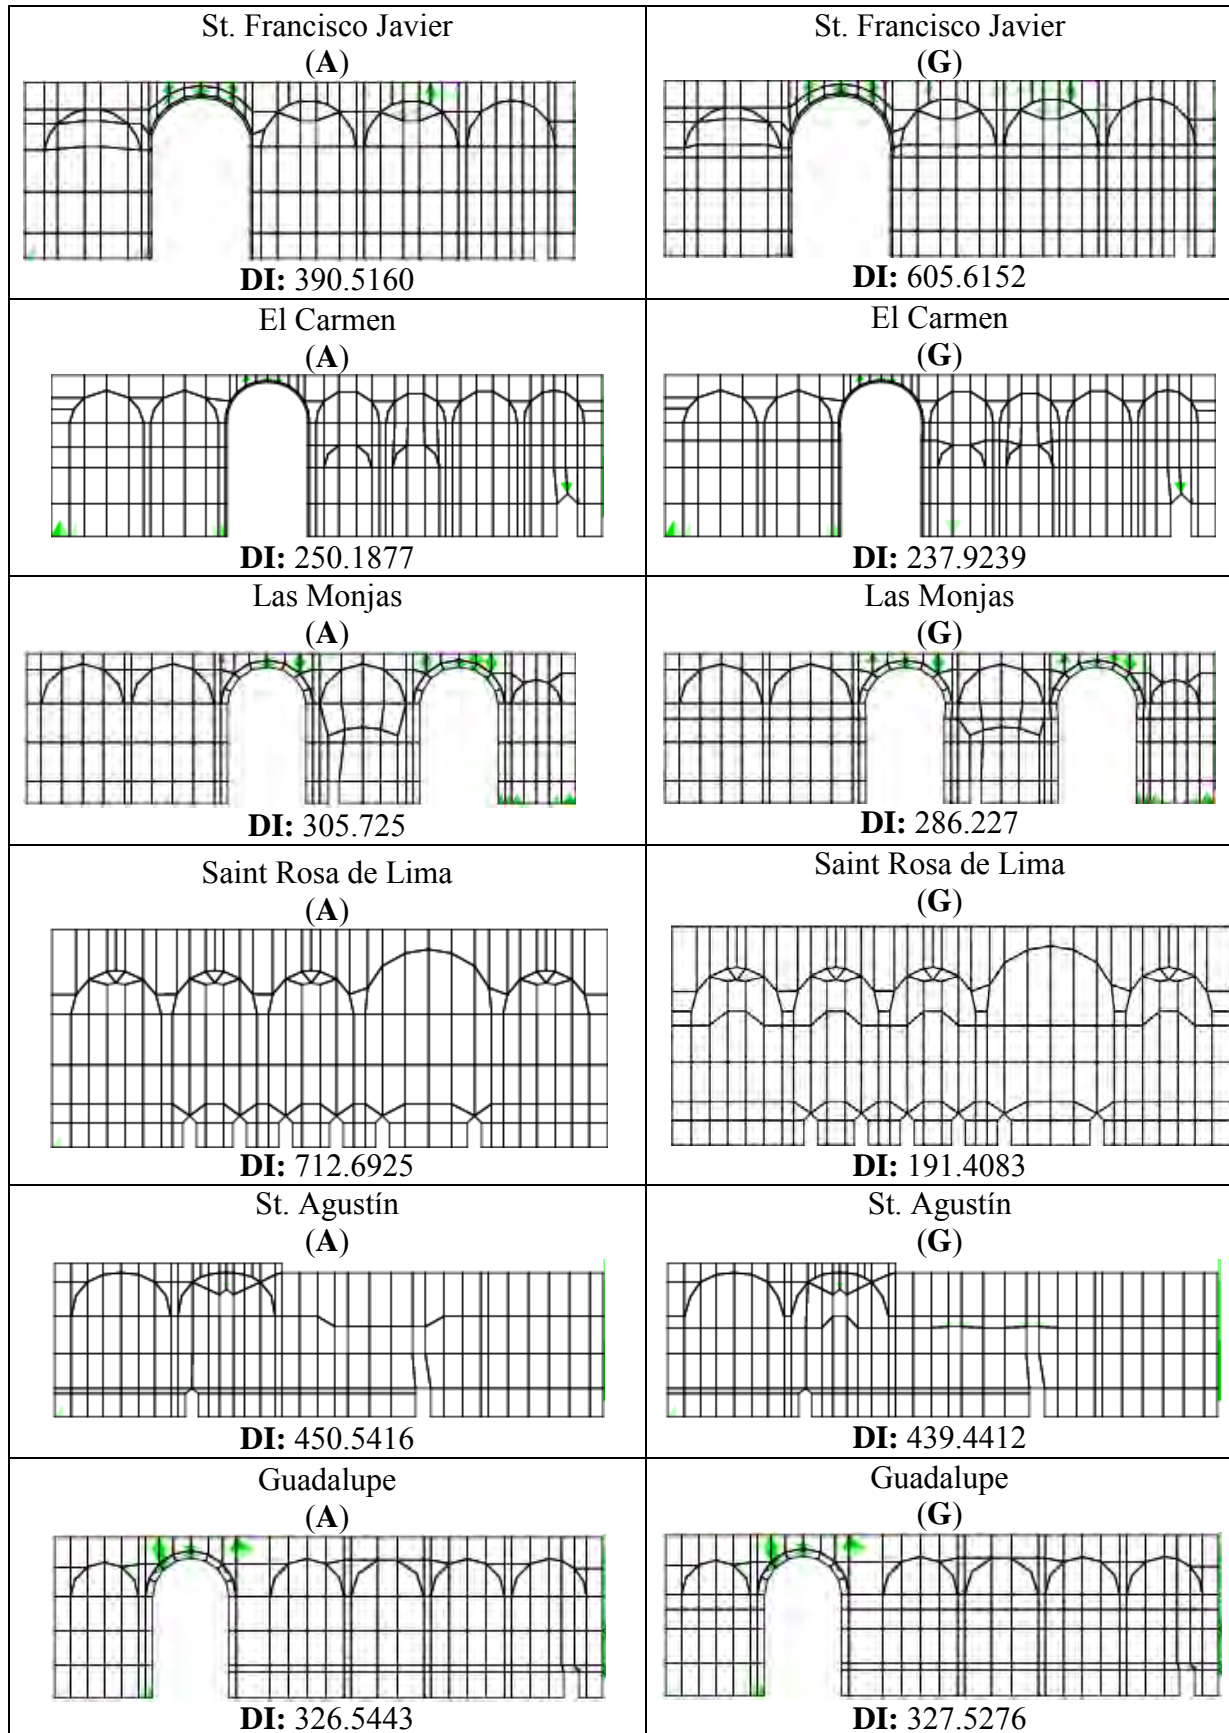 St. Francisco Javier
(A)
DI: 390.5160
St. Francisco Javier
(G)
DI: 605.6152
El Carmen
(A)
DI: 250.1877
El Carmen
(G)
DI: 237.9239
Las Monjas
(A)
DI: 305.725
Las Monjas
(G)
DI: 286.227
Saint Rosa de Lima
(A)
DI: 712.6925
Saint Rosa de Lima
(G)
DI: 191.4083
St. Agustín
(A)
DI: 450.5416
St. Agustín
(G)
DI: 439.4412
Guadalupe
(A)
DI: 326.5443
Guadalupe
(G)
DI: 327.5276